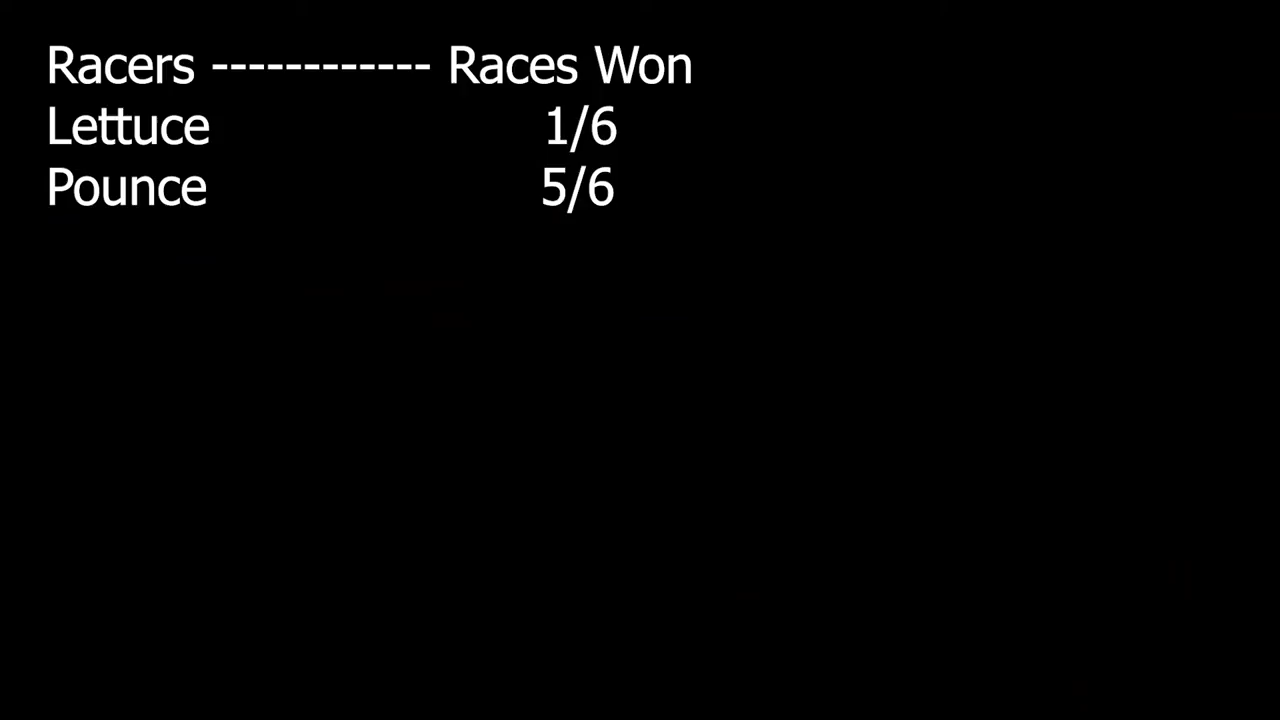 Racers ------------ Races Won
Lettuce 1/6
Pounce 5/6